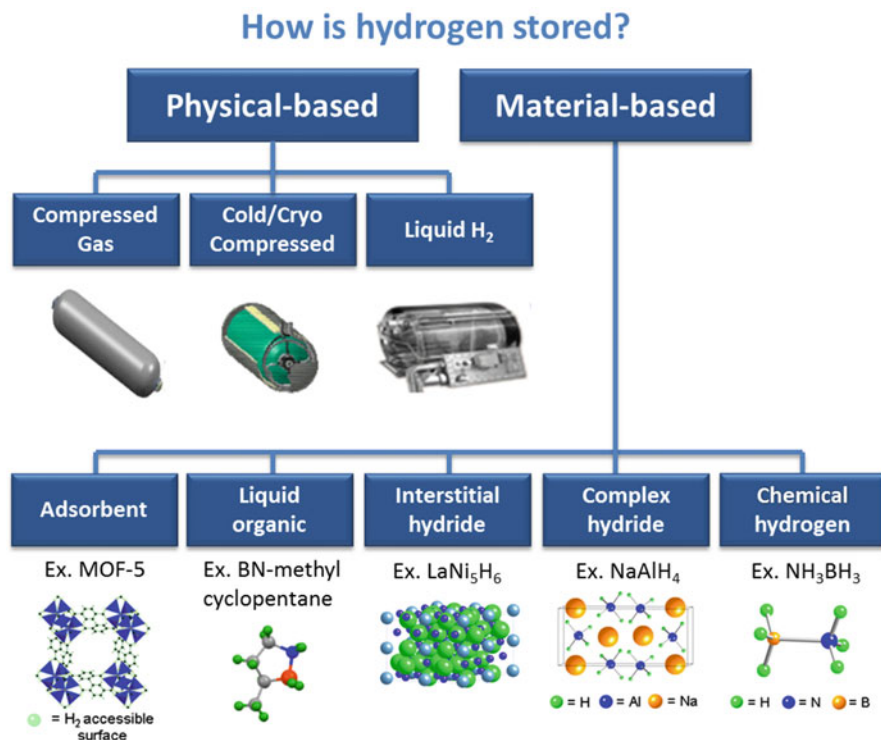 How is hydrogen stored?
Physical-based
Material-based
Compressed
Gas
Cold/Cryo
Compressed
Liquid H₂
Adsorbent
Liquid
organic
Interstitial
hydride
Complex
hydride
Chemical
hydrogen
Ex. MOF-5
Ex. BN-methyl
cyclopentane
Ex. LaNi₅H₆
Ex. NaAlH₄
Ex. NH₃BH₃
= H₂ accessible
surface
= H = Al = Na
= H = N = B